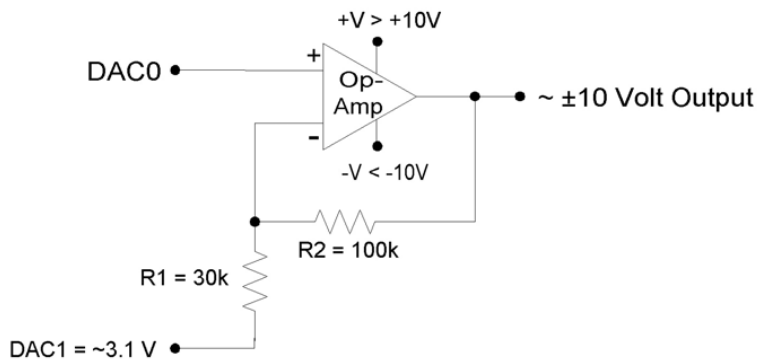 +V > +10V
+
DAC0
Op-
Amp
~ ±10 Volt Output
-
-V < -10V
R2 = 100k
R1 = 30k
DAC1 = ~3.1 V